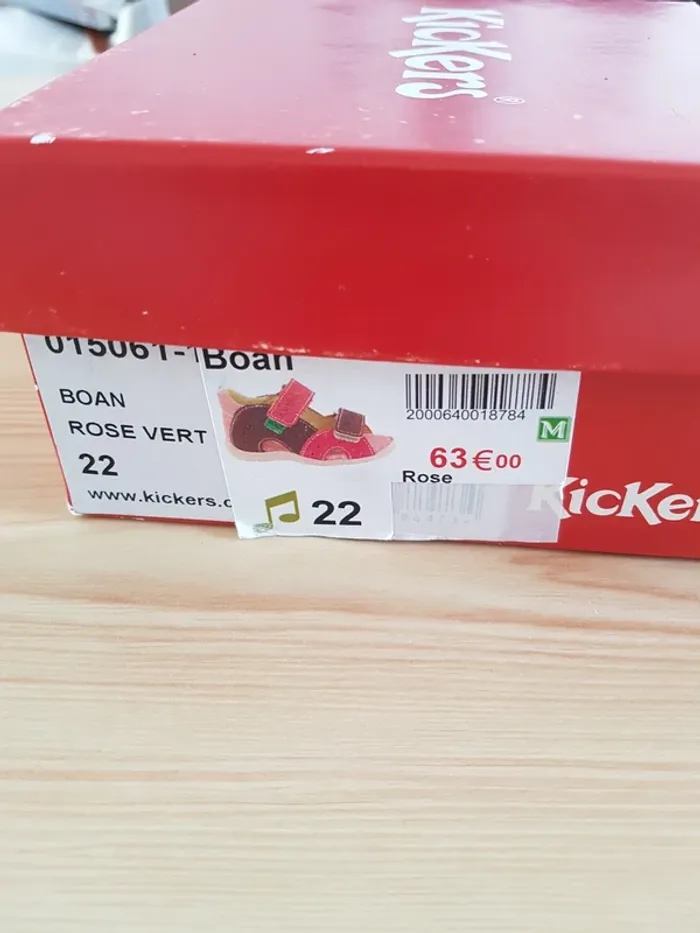 KicKers®
015061-1
BOAN
ROSE VERT
22
www.kickers.c
Boan
22
2000640018784
M
63€00
Rose
KicKer